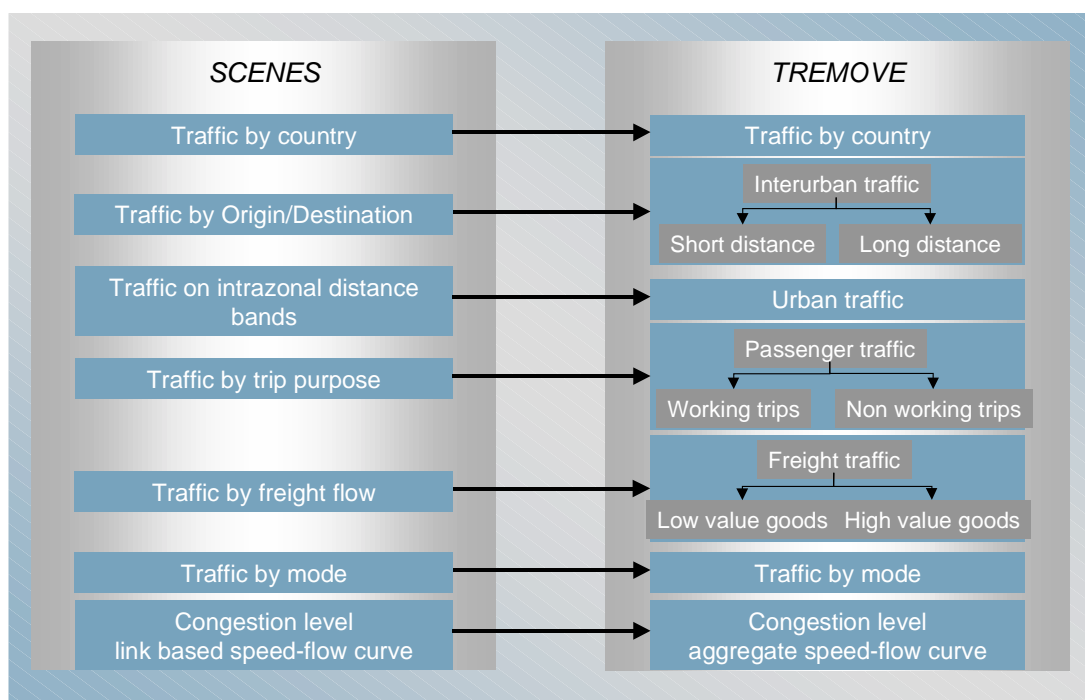 SCENES
TREMOVE
Traffic by country
Traffic by country
Traffic by Origin/Destination
Interurban traffic
Short distance
Long distance
Traffic on intrazonal distance
bands
Urban traffic
Traffic by trip purpose
Passenger traffic
Working trips
Non working trips
Traffic by freight flow
Freight traffic
Low value goods
High value goods
Traffic by mode
Traffic by mode
Congestion level
link based speed-flow curve
Congestion level
aggregate speed-flow curve